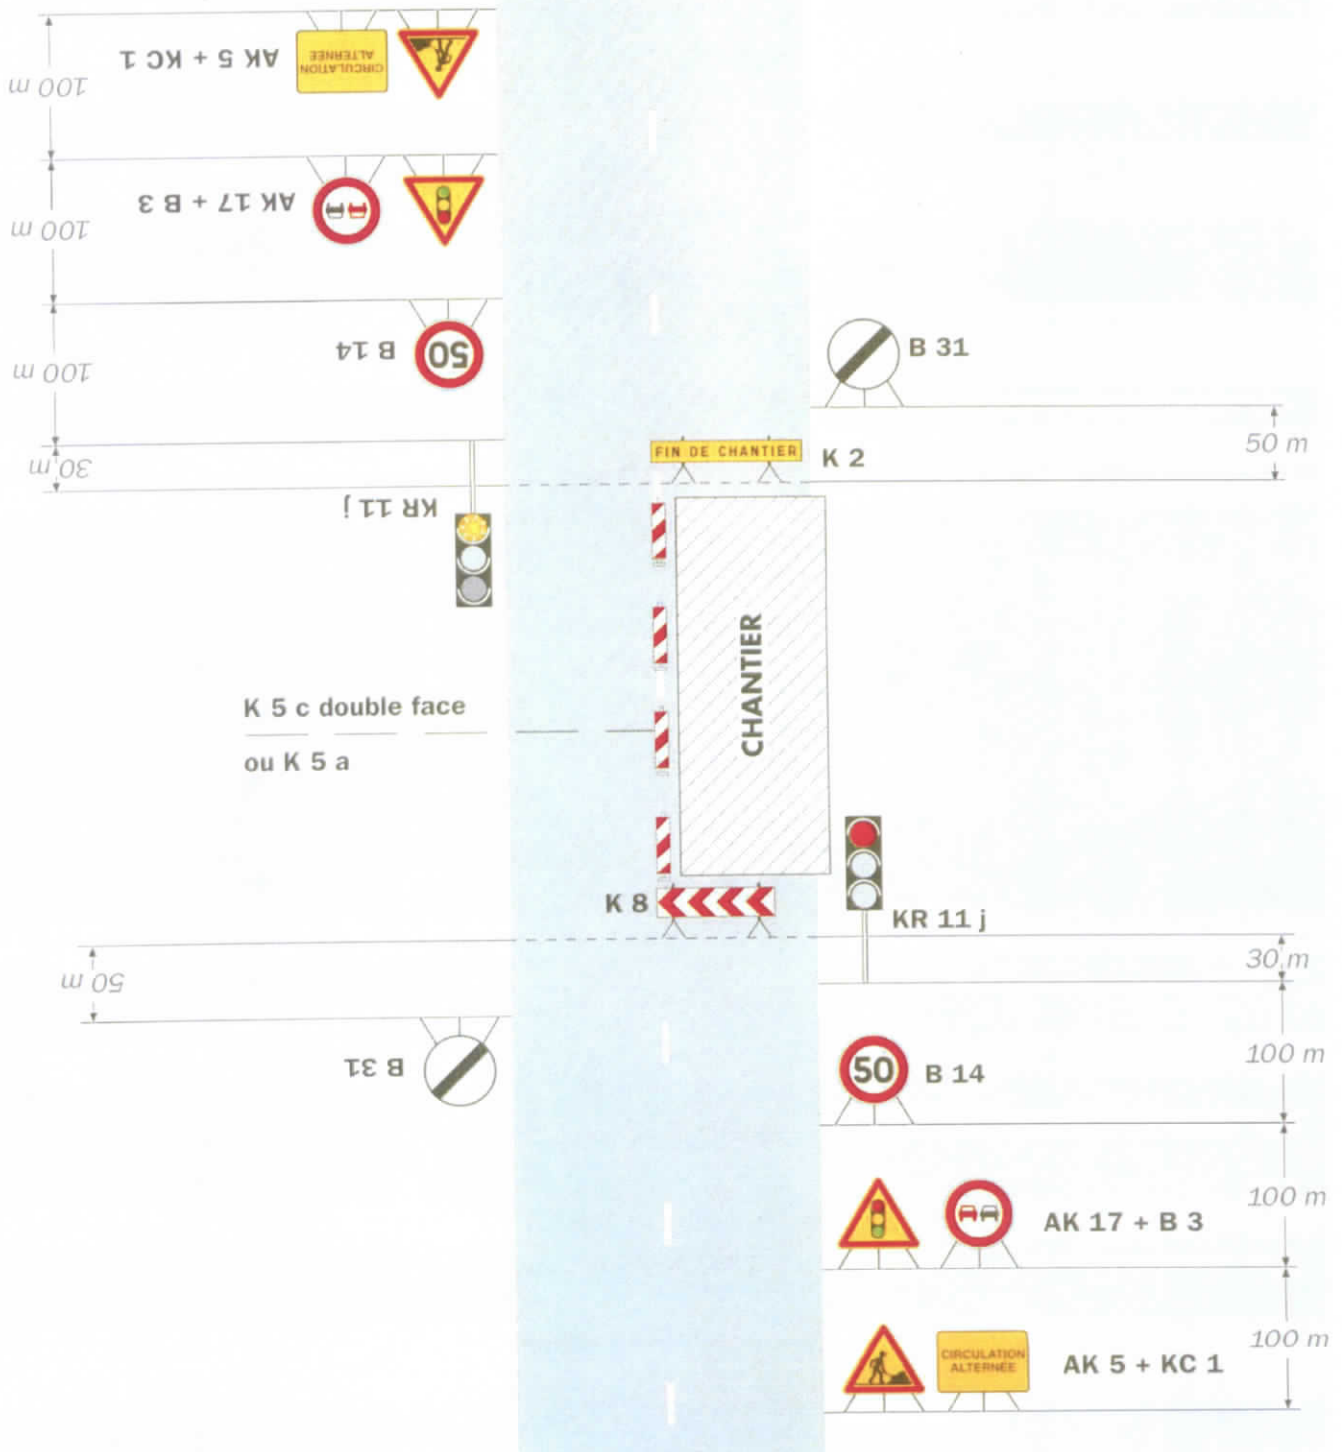 AK 5 + KC 1
CIRCULATION
ALTERNÉE
100 m
AK 17 + B 3
100 m
B 14
50
100 m
B 31
FIN DE CHANTIER
K 2
50 m
30 m
KR 11 j
CHANTIER
K 5 c double face
ou K 5 a
K 8
KR 11 j
30 m
50 m
B 31
50
B 14
100 m
AK 17 + B 3
100 m
CIRCULATION
ALTERNÉE
AK 5 + KC 1
100 m